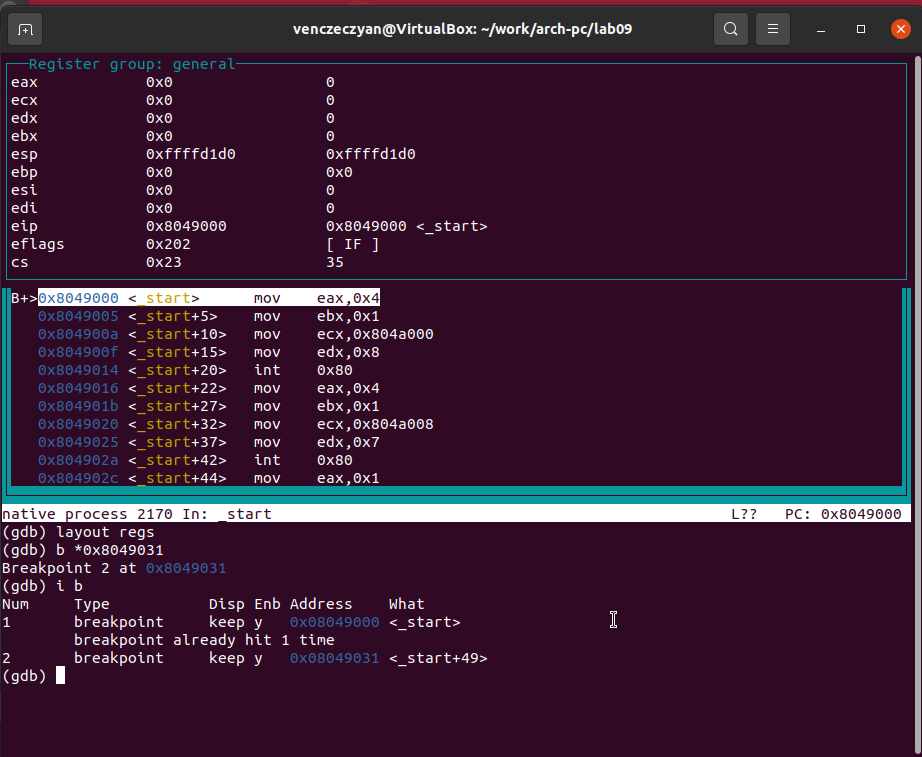 venczeczyan@VirtualBox: ~/work/arch-pc/lab09
Register group: general
eax 0x0 0
ecx 0x0 0
edx 0x0 0
ebx 0x0 0
esp 0xffffd1d0 0xffffd1d0
ebp 0x0 0x0
esi 0x0 0
edi 0x0 0
eip 0x8049000 0x8049000 <_start>
eflags 0x202 [ IF ]
cs 0x23 35
B+>0x8049000 <_start> mov eax,0x4
0x8049005 <_start+5> mov ebx,0x1
0x804900a <_start+10> mov ecx,0x804a000
0x804900f <_start+15> mov edx,0x8
0x8049014 <_start+20> int 0x80
0x8049016 <_start+22> mov eax,0x4
0x804901b <_start+27> mov ebx,0x1
0x8049020 <_start+32> mov ecx,0x804a008
0x8049025 <_start+37> mov edx,0x7
0x804902a <_start+42> int 0x80
0x804902c <_start+44> mov eax,0x1
native process 2170 In: _start L?? PC: 0x8049000
(gdb) layout regs
(gdb) b *0x8049031
Breakpoint 2 at 0x8049031
(gdb) i b
Num Type Disp Enb Address What
1 breakpoint keep y 0x08049000 <_start>
breakpoint already hit 1 time
2 breakpoint keep y 0x08049031 <_start+49>
(gdb)